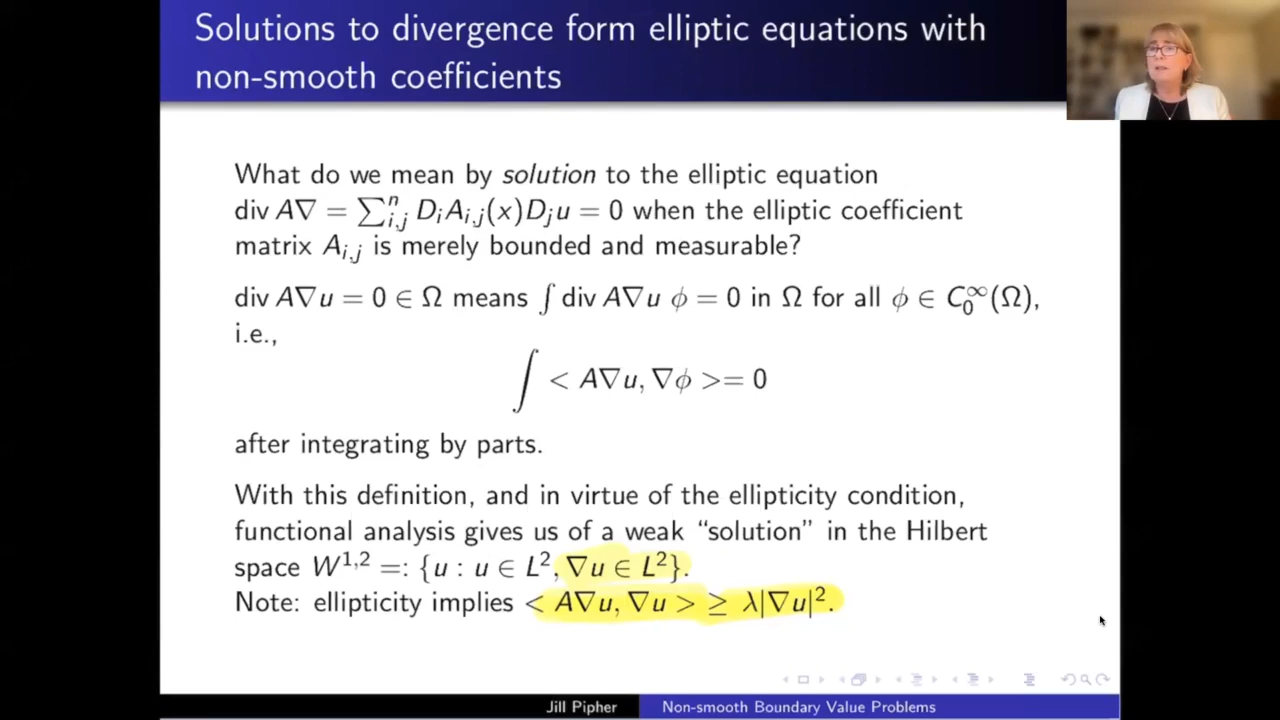 Solutions to divergence form elliptic equations with
non-smooth coefficients
What do we mean by solution to the elliptic equation
div A∇ = ∑ⁿᵢ,ⱼ DᵢAᵢ,ⱼ(x)Dⱼu = 0 when the elliptic coefficient
matrix Aᵢ,ⱼ is merely bounded and measurable?
div A∇u = 0 ∈ Ω means ∫ div A∇u ϕ = 0 in Ω for all ϕ ∈ C₀^∞(Ω),
i.e.,
∫ < A∇u, ∇ϕ >= 0
after integrating by parts.
With this definition, and in virtue of the ellipticity condition,
functional analysis gives us of a weak “solution” in the Hilbert
space W^{1,2} =: {u : u ∈ L², ∇u ∈ L²}.
Note: ellipticity implies < A∇u, ∇u > ≥ λ|∇u|².
Jill Pipher Non-smooth Boundary Value Problems